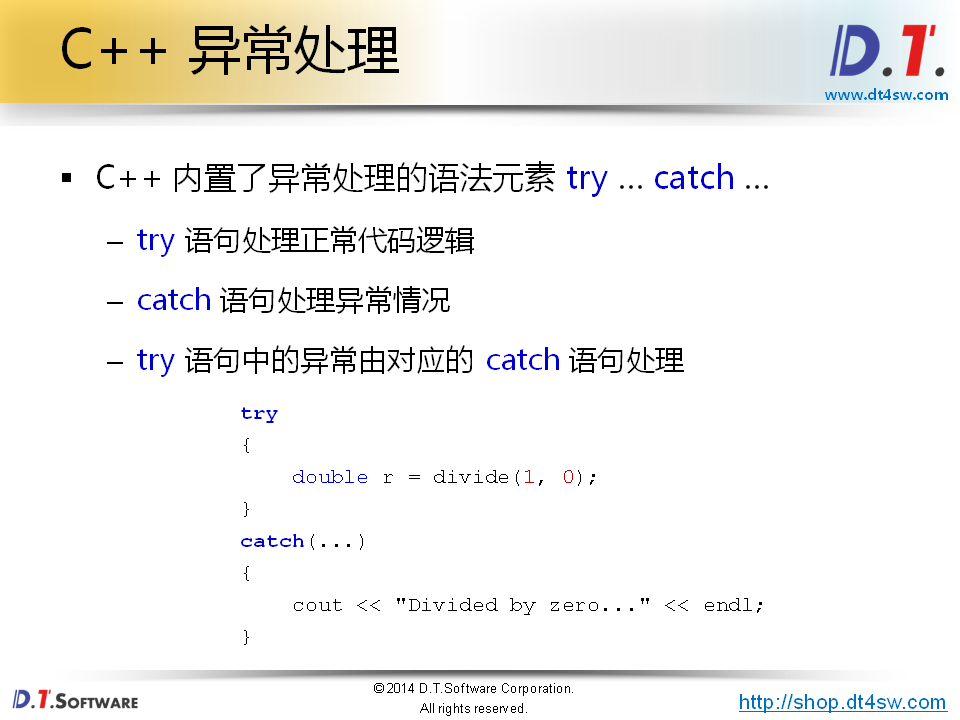 C++ 异常处理
D.T.
www.dt4sw.com
▪ C++ 内置了异常处理的语法元素 try ... catch ...
– try 语句处理正常代码逻辑
– catch 语句处理异常情况
– try 语句中的异常由对应的 catch 语句处理
try
{
    double r = divide(1, 0);
}
catch(...)
{
    cout << "Divided by zero..." << endl;
}
D.T.SOFTWARE
©2014 D.T.Software Corporation.
All rights reserved.
http://shop.dt4sw.com